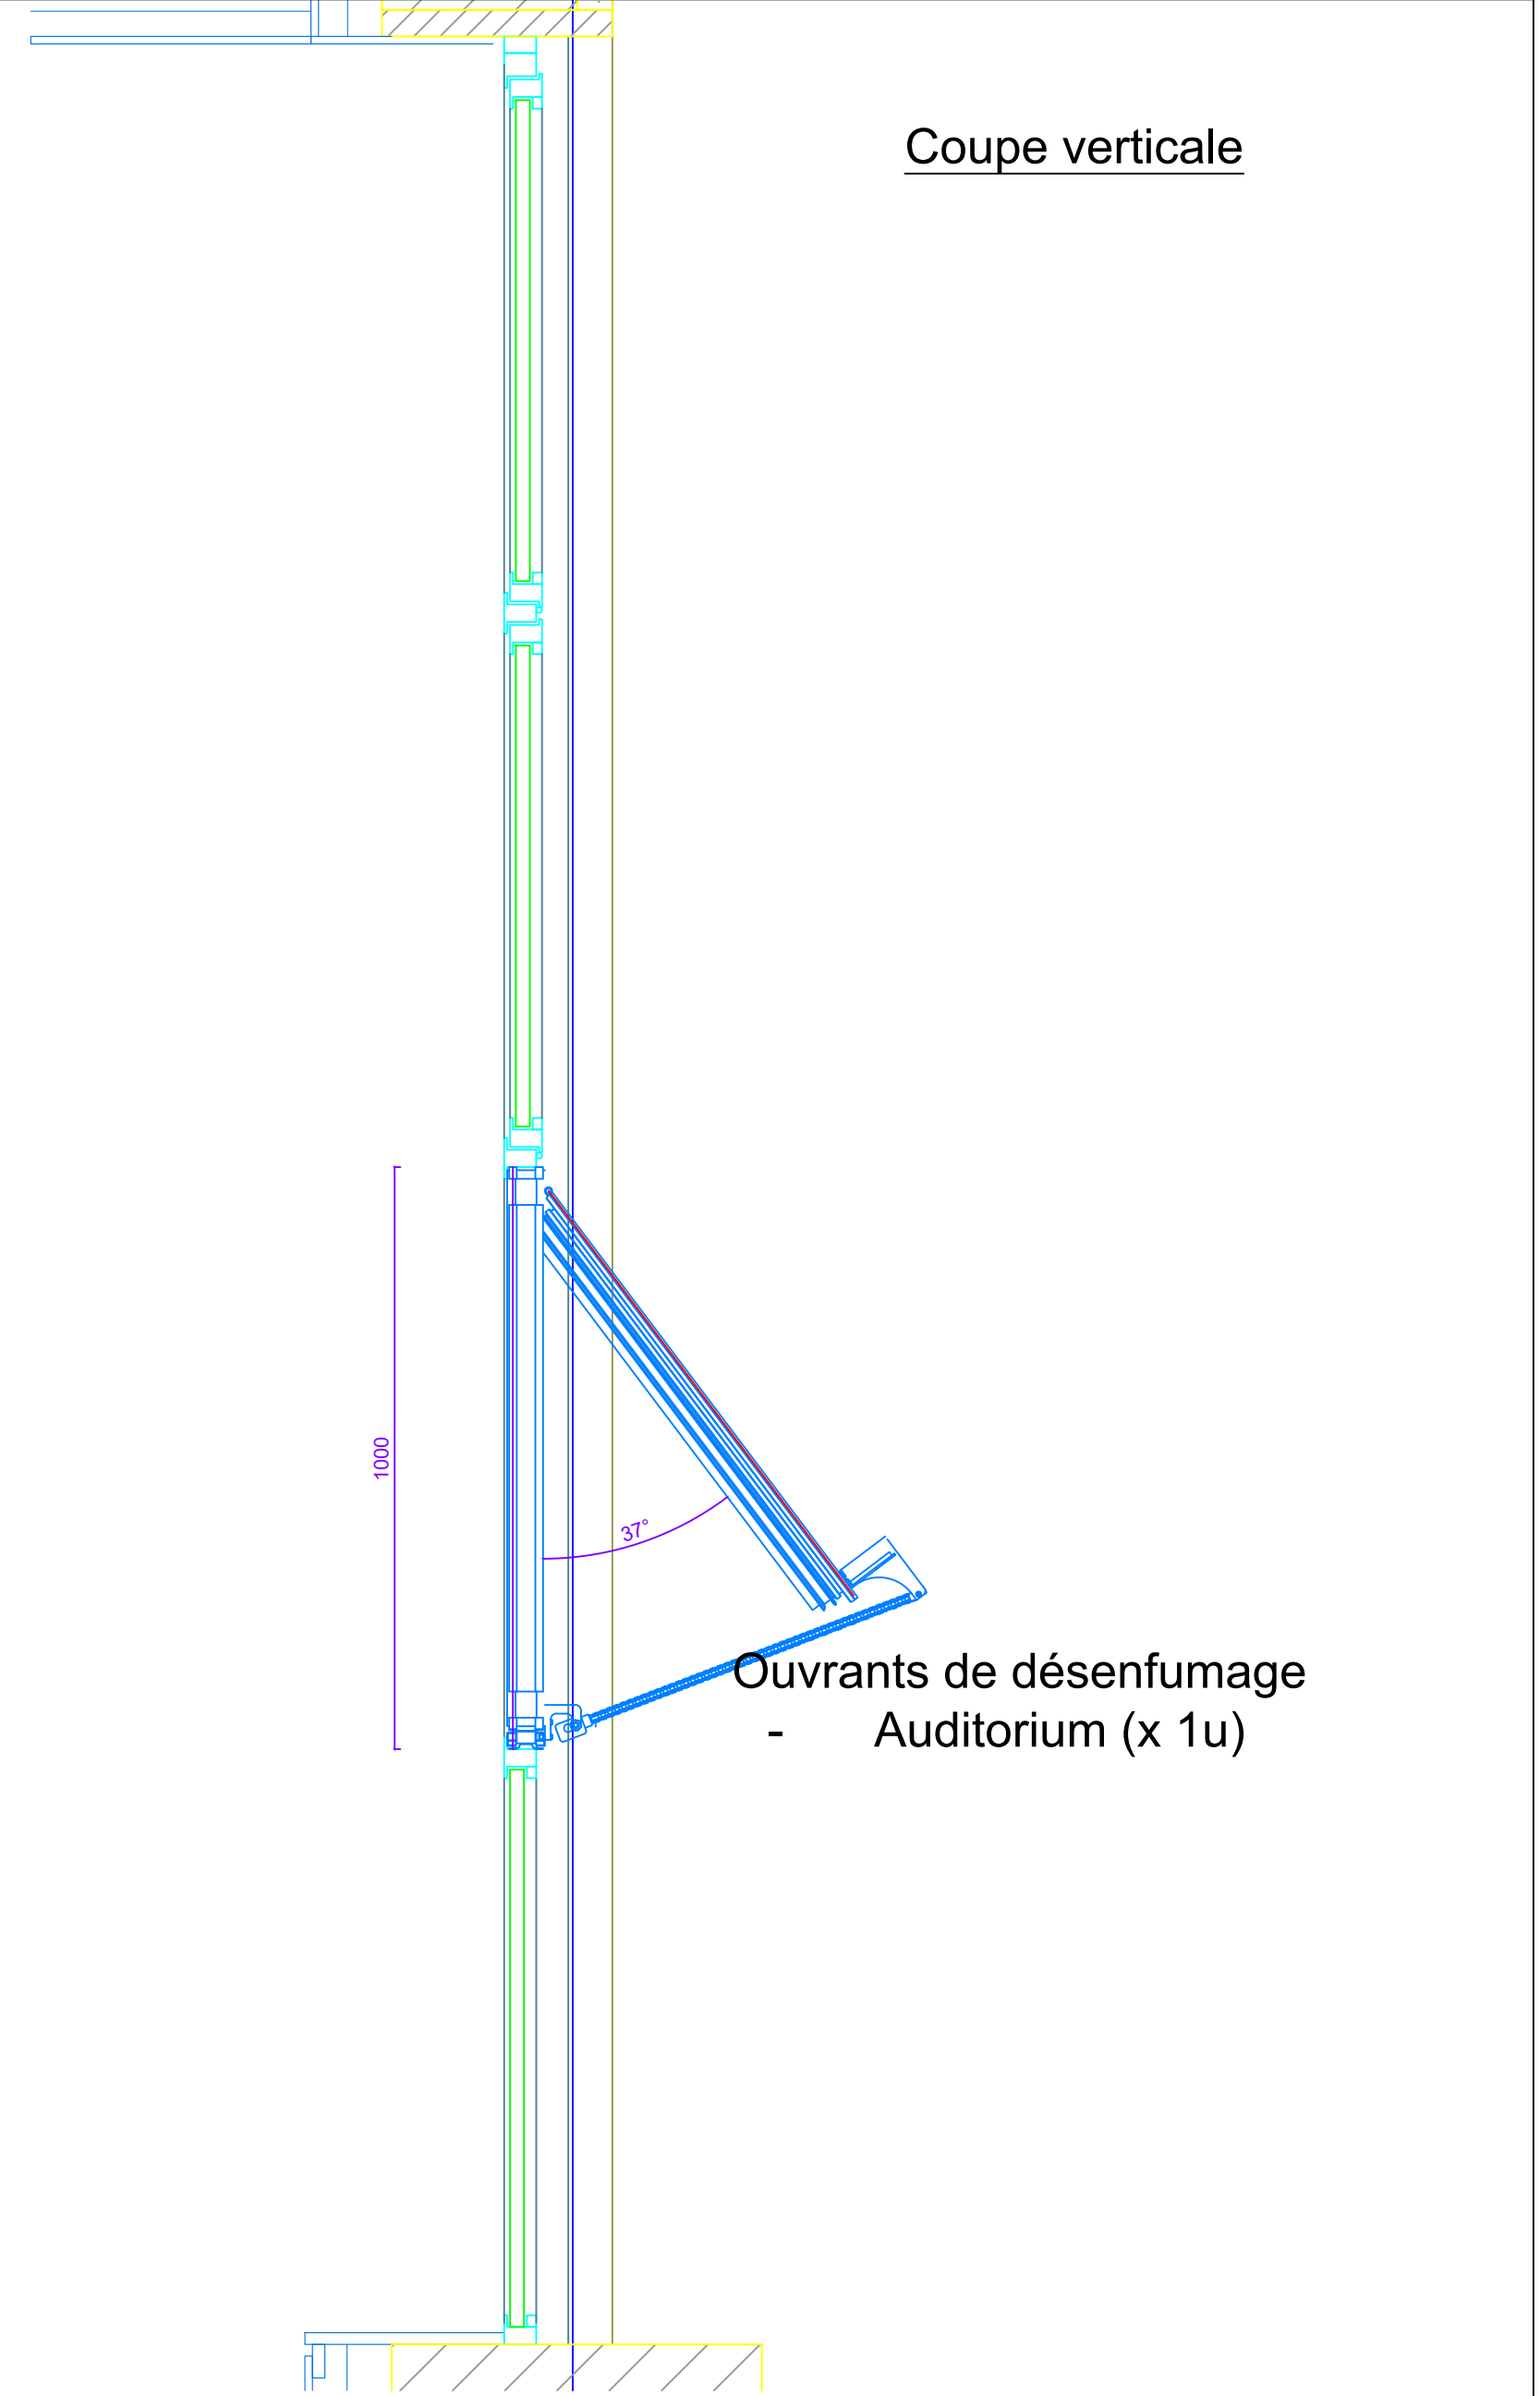 Coupe verticale
1000
37°
Ouvrants de désenfumage
- Auditorium (x 1u)